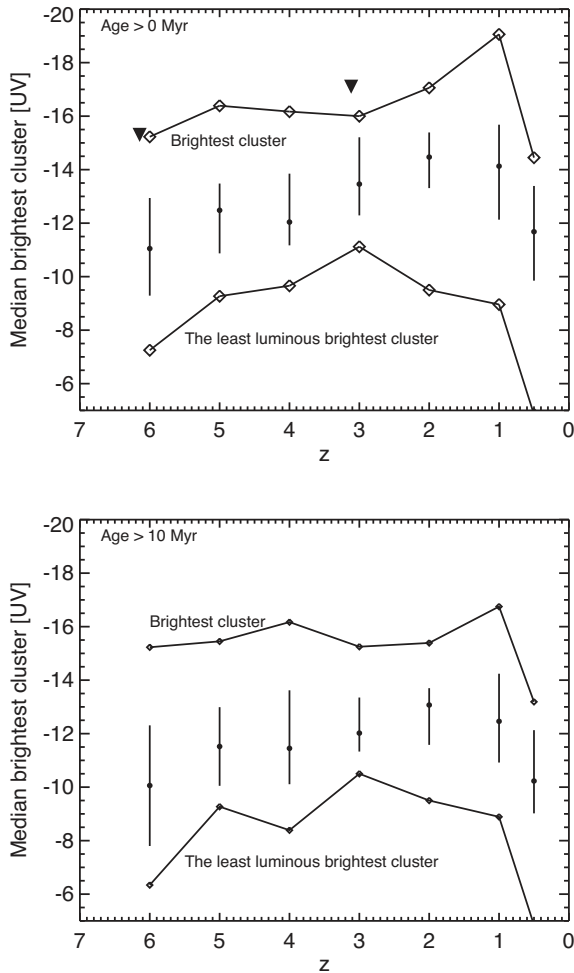 -20
Age > 0 Myr
-18
-16
Brightest cluster
-14
-12
-10
-8
The least luminous brightest cluster
-6
Median brightest cluster [UV]
7 6 5 4 3 2 1 0
z
-20
Age > 10 Myr
-18
-16
Brightest cluster
-14
-12
-10
-8
The least luminous brightest cluster
-6
Median brightest cluster [UV]
7 6 5 4 3 2 1 0
z